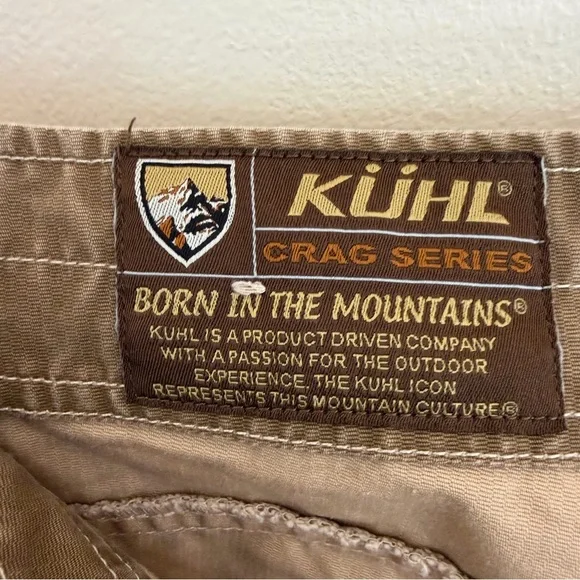 KÜHL®
CRAG SERIES
BORN IN THE MOUNTAINS®
KUHL IS A PRODUCT DRIVEN COMPANY
WITH A PASSION FOR THE OUTDOOR
EXPERIENCE, THE KUHL ICON
REPRESENTS THIS MOUNTAIN CULTURE®